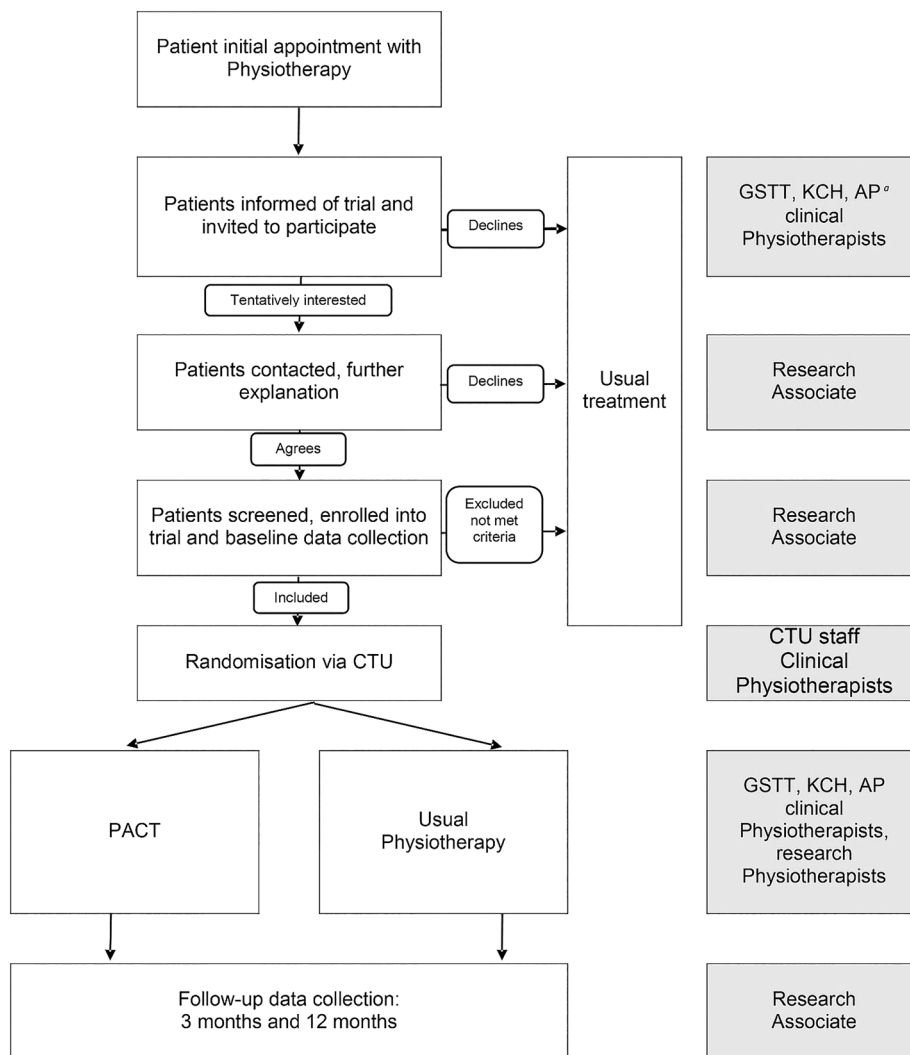 Patient initial appointment with
Physiotherapy
Patients informed of trial and
invited to participate
Declines
GSTT, KCH, AP a
clinical
Physiotherapists
Tentatively interested
Patients contacted, further
explanation
Declines
Usual
treatment
Research
Associate
Agrees
Patients screened, enrolled into
trial and baseline data collection
Excluded
not met
criteria
Research
Associate
Included
Randomisation via CTU
CTU staff
Clinical
Physiotherapists
PACT
Usual
Physiotherapy
GSTT, KCH, AP
clinical
Physiotherapists,
research
Physiotherapists
Follow-up data collection:
3 months and 12 months
Research
Associate